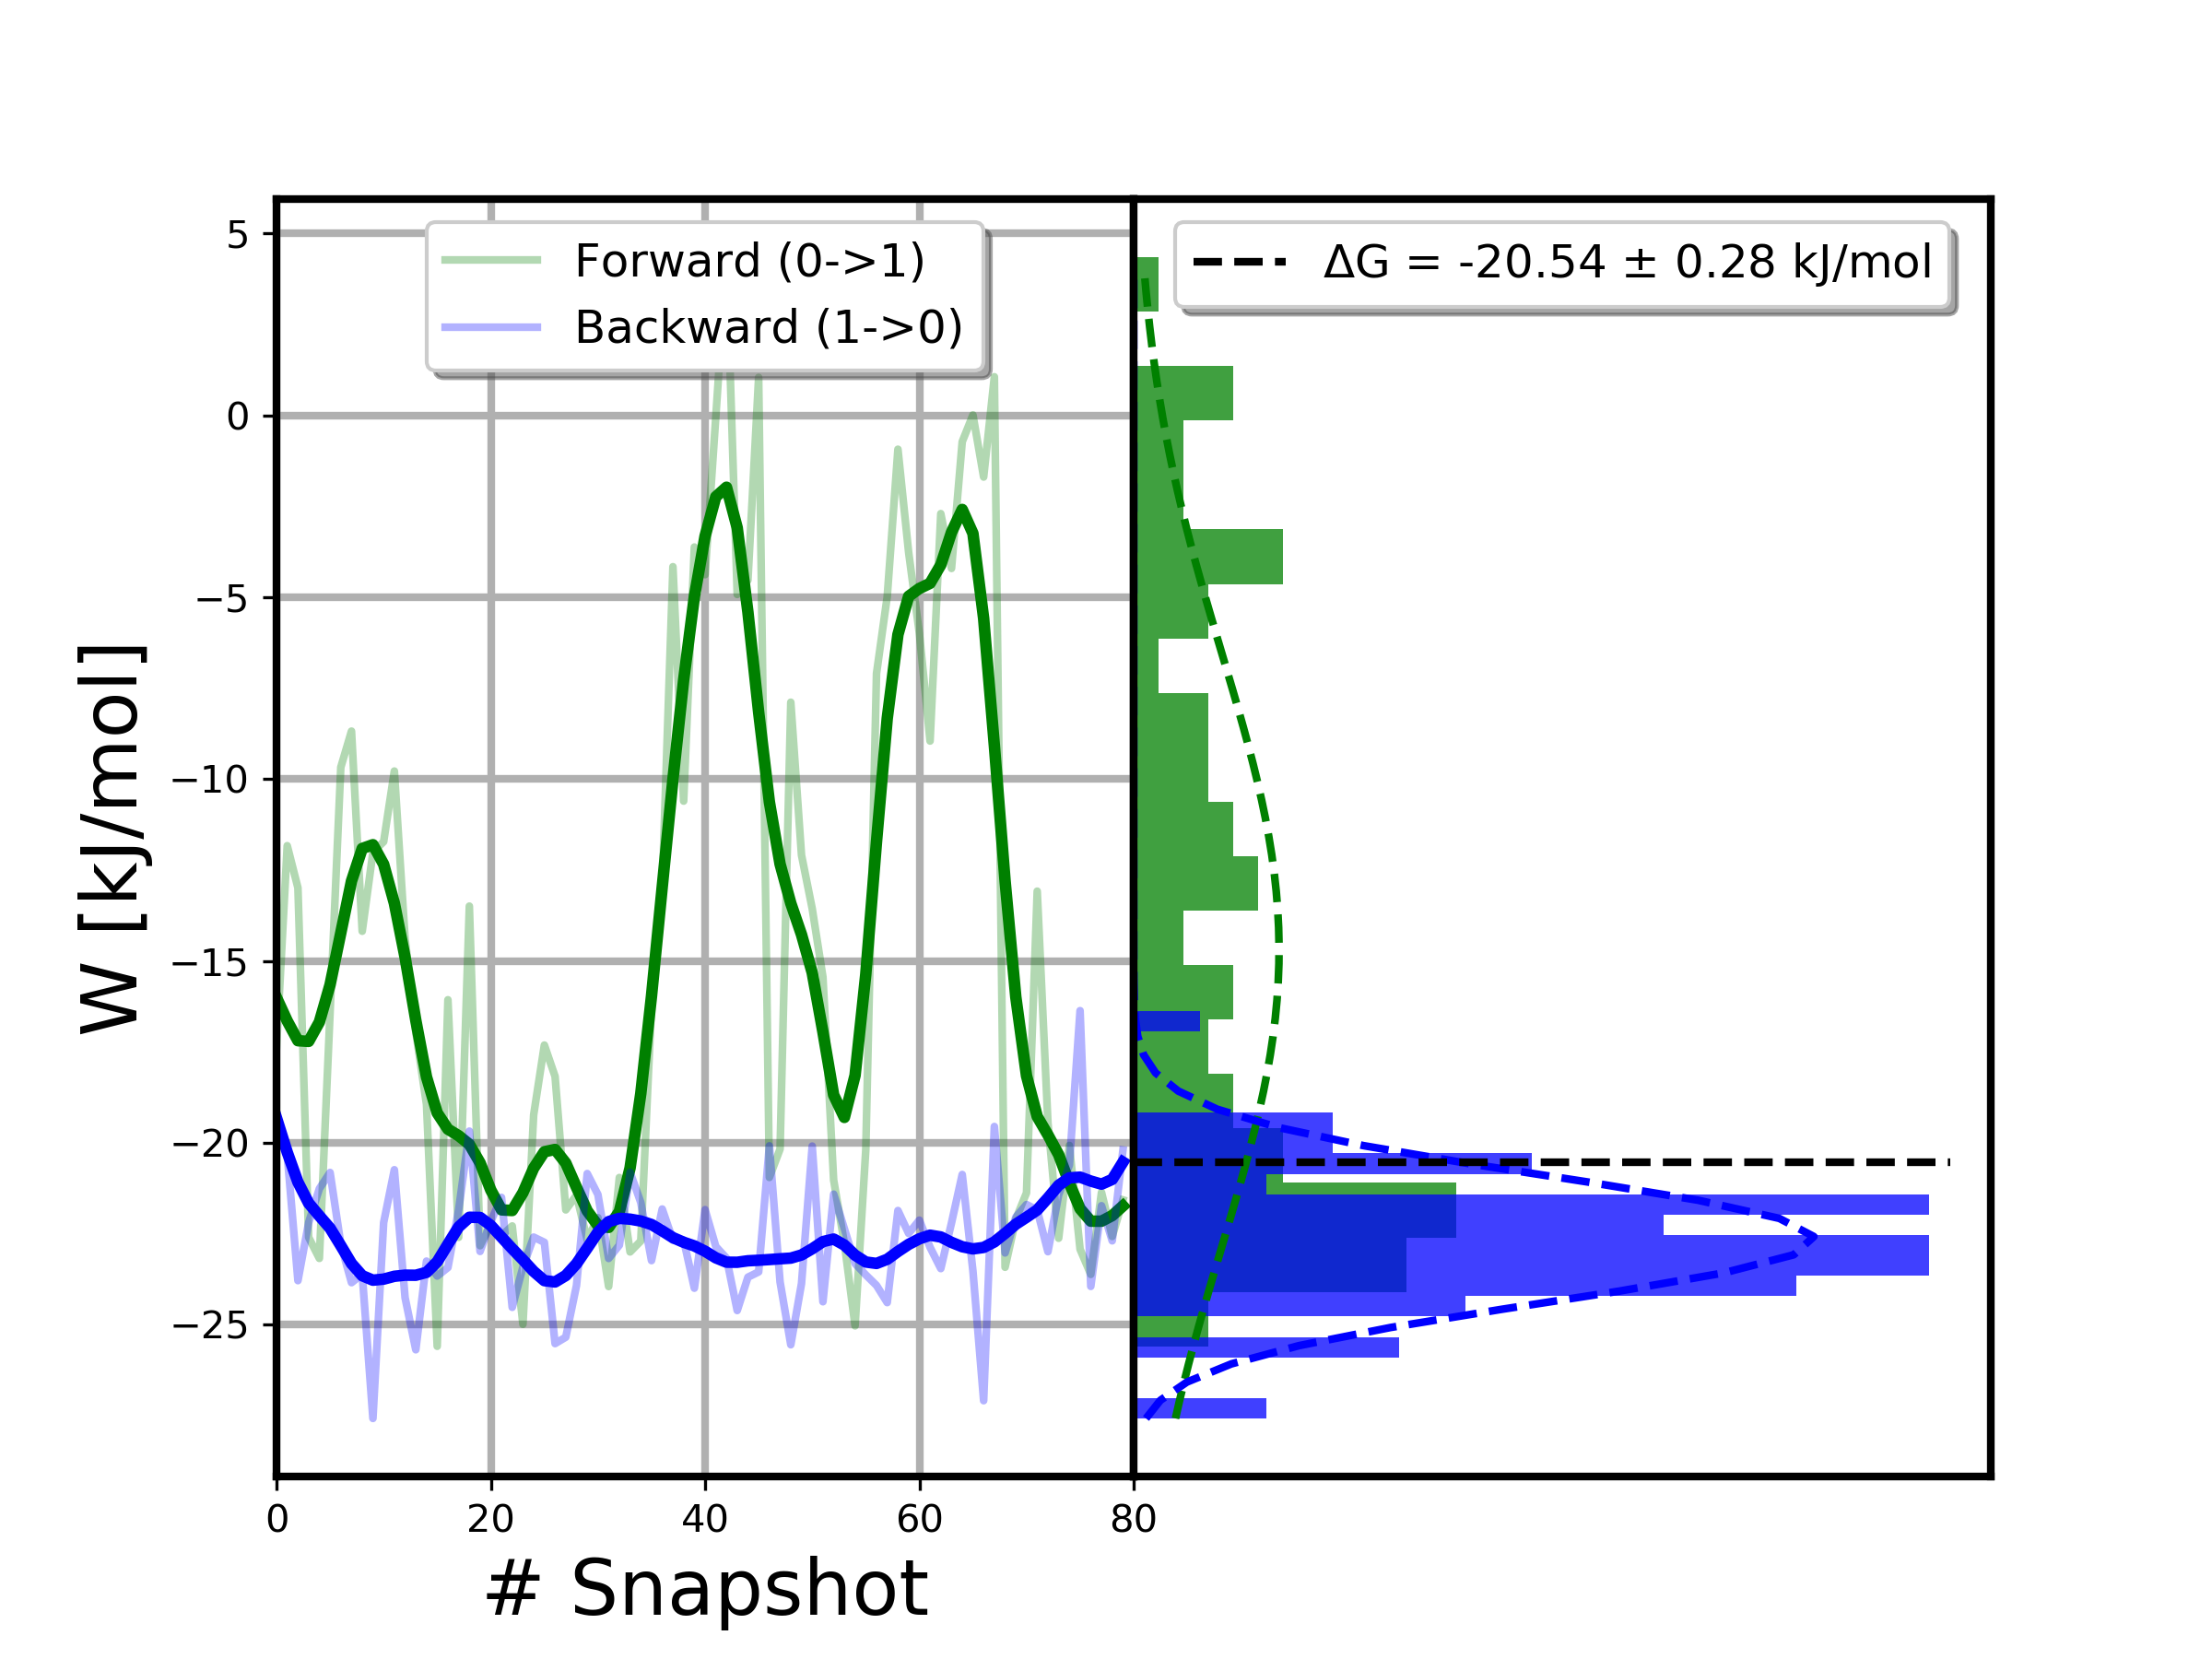 Forward (0->1)
Backward (1->0)
ΔG = -20.54 ± 0.28 kJ/mol
W [kJ/mol]
5
0
−5
−10
−15
−20
−25
0 20 40 60 80
# Snapshot